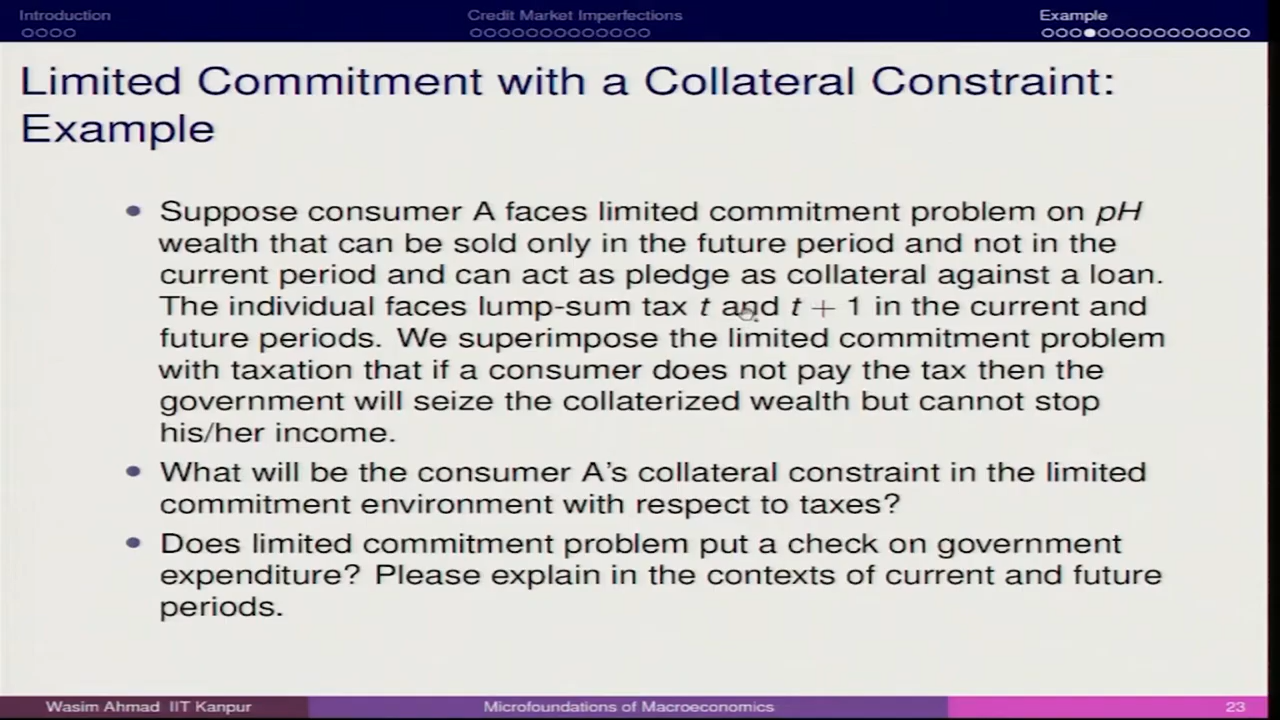 Introduction
Credit Market Imperfections
Example
Limited Commitment with a Collateral Constraint:
Example
Suppose consumer A faces limited commitment problem on pH
wealth that can be sold only in the future period and not in the
current period and can act as pledge as collateral against a loan.
The individual faces lump-sum tax t and t + 1 in the current and
future periods. We superimpose the limited commitment problem
with taxation that if a consumer does not pay the tax then the
government will seize the collaterized wealth but cannot stop
his/her income.
What will be the consumer A's collateral constraint in the limited
commitment environment with respect to taxes?
Does limited commitment problem put a check on government
expenditure? Please explain in the contexts of current and future
periods.
Wasim Ahmad IIT Kanpur
Microfoundations of Macroeconomics
23